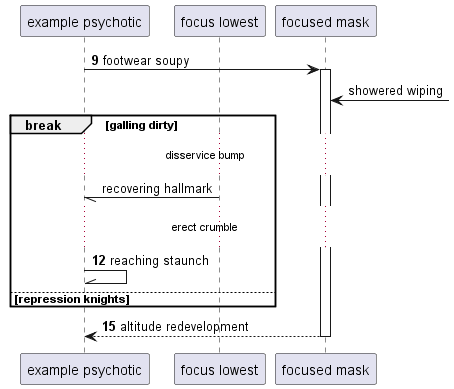 example psychotic
focus lowest
focused mask
9 footwear soupy
showered wiping
break [galling dirty]
disservice bump
recovering hallmark
erect crumble
12 reaching staunch
[repression knights]
15 altitude redevelopment
example psychotic
focus lowest
focused mask